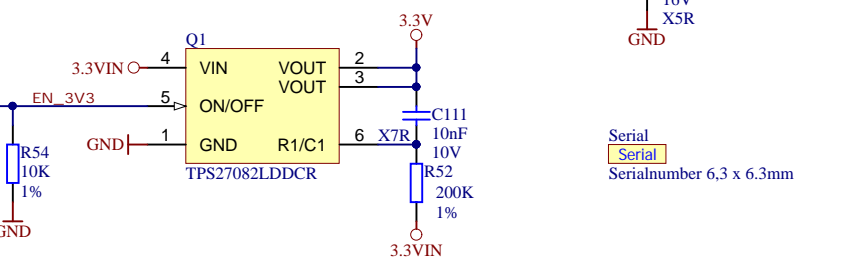 16V
X5R
GND
3.3V
Q1
3.3VIN
4
VIN
VOUT
2
VOUT
3
EN_3V3
5
ON/OFF
C111
10nF
10V
GND
1
GND
R1/C1
6
X7R
TPS27082LDDCR
R54
10K
1%
GND
R52
200K
1%
3.3VIN
Serial
Serial
Serialnumber 6,3 x 6.3mm